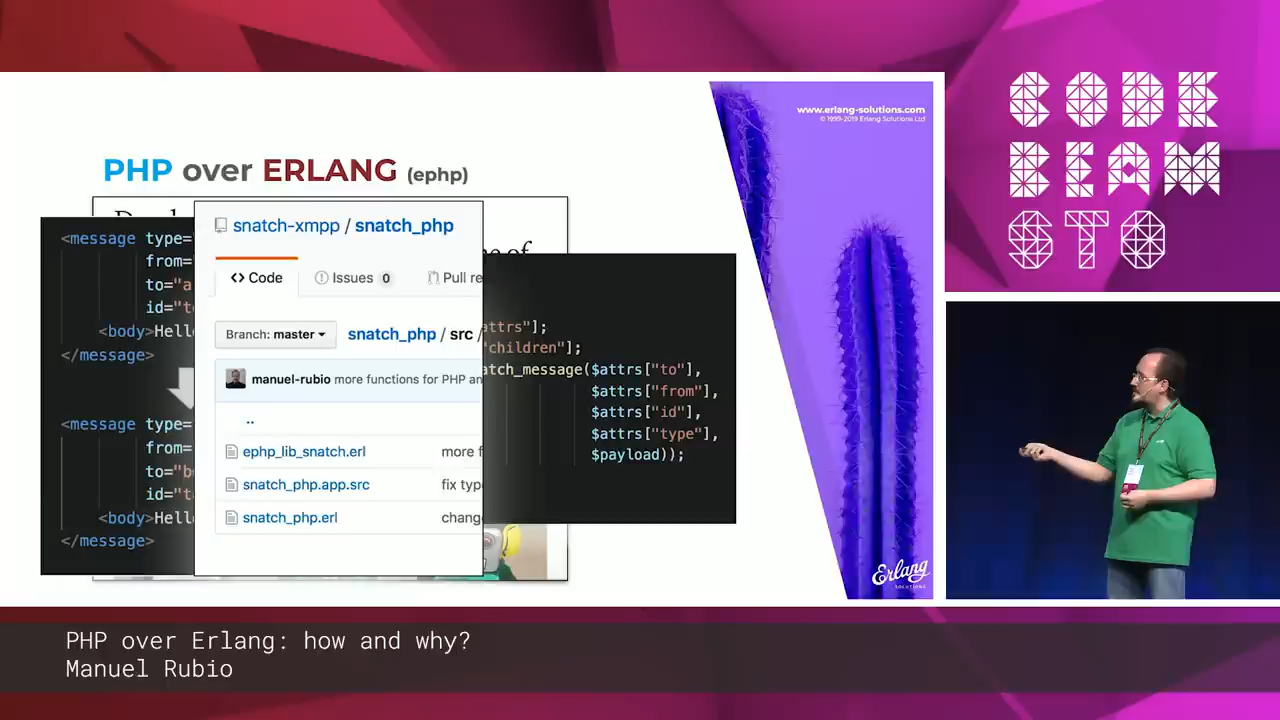 www.erlang-solutions.com
© 1999-2019 Erlang Solutions Ltd
CODE
BEAM
STO
PHP over ERLANG (ephp)
<message type=
from=
to="a
id="t
<body>Hell
</message>
<message type=
from=
to="b
id="t
<body>Hell
</message>
snatch-xmpp / snatch_php
Code
Issues 0
Pull re
Branch: master
snatch_php / src /
manuel-rubio more functions for PHP an
..
ephp_lib_snatch.erl more f
snatch_php.app.src fix type
snatch_php.erl chang
attrs"];
"children"];
atch_message($attrs["to"],
$attrs["from"],
$attrs["id"],
$attrs["type"],
$payload));
Erlang
SOLUTIONS
PHP over Erlang: how and why?
Manuel Rubio